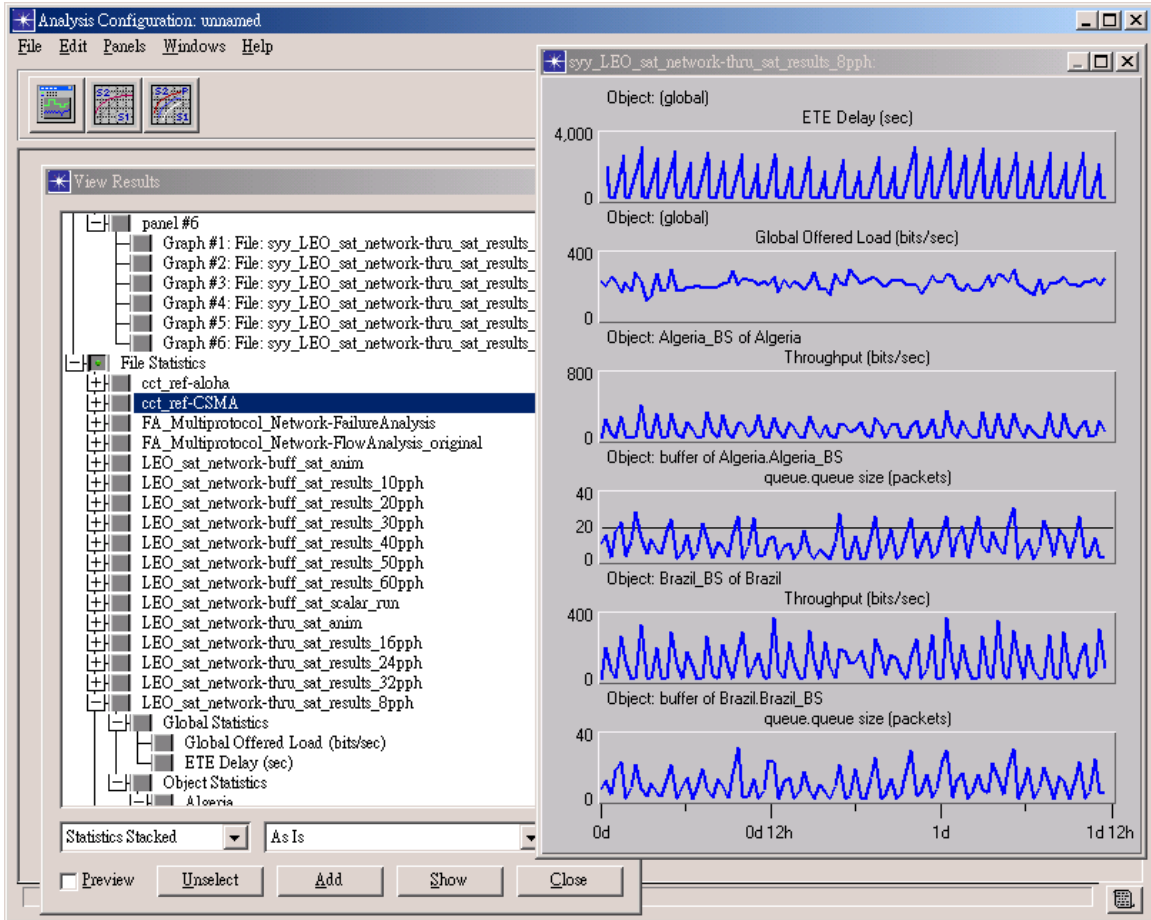 Analysis Configuration: unnamed
File Edit Panels Windows Help
View Results
panel #6
Graph #1: File: syy_LEO_sat_network-thru_sat_results_
Graph #2: File: syy_LEO_sat_network-thru_sat_results_
Graph #3: File: syy_LEO_sat_network-thru_sat_results_
Graph #4: File: syy_LEO_sat_network-thru_sat_results_
Graph #5: File: syy_LEO_sat_network-thru_sat_results_
Graph #6: File: syy_LEO_sat_network-thru_sat_results_
File Statistics
cct_ref-aloha
cct_ref-CSMA
FA_Multiprotocol_Network-FailureAnalysis
FA_Multiprotocol_Network-FlowAnalysis_original
LEO_sat_network-buff_sat_anim
LEO_sat_network-buff_sat_results_10pph
LEO_sat_network-buff_sat_results_20pph
LEO_sat_network-buff_sat_results_30pph
LEO_sat_network-buff_sat_results_40pph
LEO_sat_network-buff_sat_results_50pph
LEO_sat_network-buff_sat_results_60pph
LEO_sat_network-buff_sat_scalar_run
LEO_sat_network-thru_sat_anim
LEO_sat_network-thru_sat_results_16pph
LEO_sat_network-thru_sat_results_24pph
LEO_sat_network-thru_sat_results_32pph
LEO_sat_network-thru_sat_results_8pph
Global Statistics
Global Offered Load (bits/sec)
ETE Delay (sec)
Object Statistics
Algeria
Statistics Stacked
As Is
Preview
Unselect
Add
Show
Close
syy_LEO_sat_network-thru_sat_results_8pph:
Object: (global)
ETE Delay (sec)
4,000
0
Object: (global)
Global Offered Load (bits/sec)
400
0
Object: Algeria_BS of Algeria
Throughput (bits/sec)
800
0
Object: buffer of Algeria.Algeria_BS
queue.queue size (packets)
40
20
0
Object: Brazil_BS of Brazil
Throughput (bits/sec)
400
0
Object: buffer of Brazil.Brazil_BS
queue.queue size (packets)
40
0
0d 0d 12h 1d 1d 12h